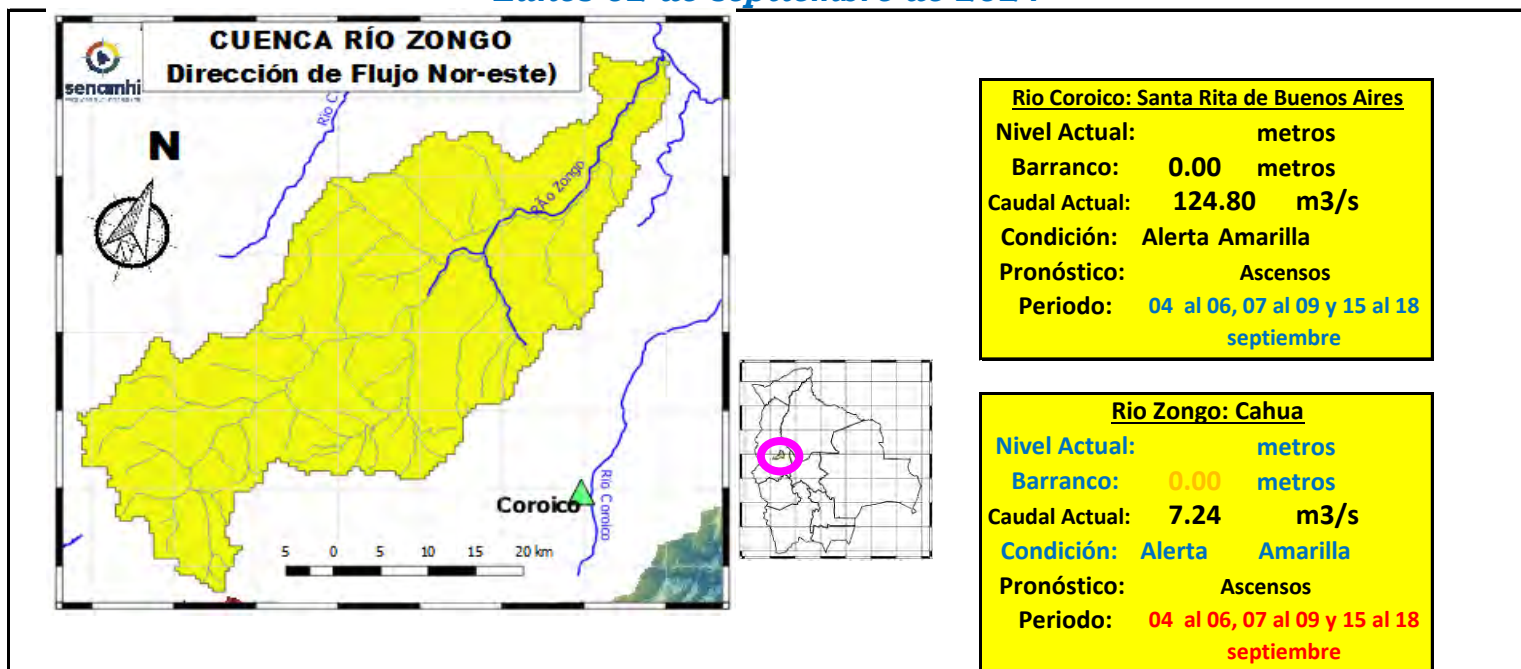 CUENCA RÍO ZONGO
Dirección de Flujo Nor-este)
senamhi
N
Rio C
RÃ­o Zongo
Rio Coroico
Coroico
5 0 5 10 15 20 km
Rio Coroico: Santa Rita de Buenos Aires
Nivel Actual: metros
Barranco: 0.00 metros
Caudal Actual: 124.80 m3/s
Condición: Alerta Amarilla
Pronóstico: Ascensos
Periodo: 04 al 06, 07 al 09 y 15 al 18
septiembre
Rio Zongo: Cahua
Nivel Actual: metros
Barranco: 0.00 metros
Caudal Actual: 7.24 m3/s
Condición: Alerta Amarilla
Pronóstico: Ascensos
Periodo: 04 al 06, 07 al 09 y 15 al 18
septiembre